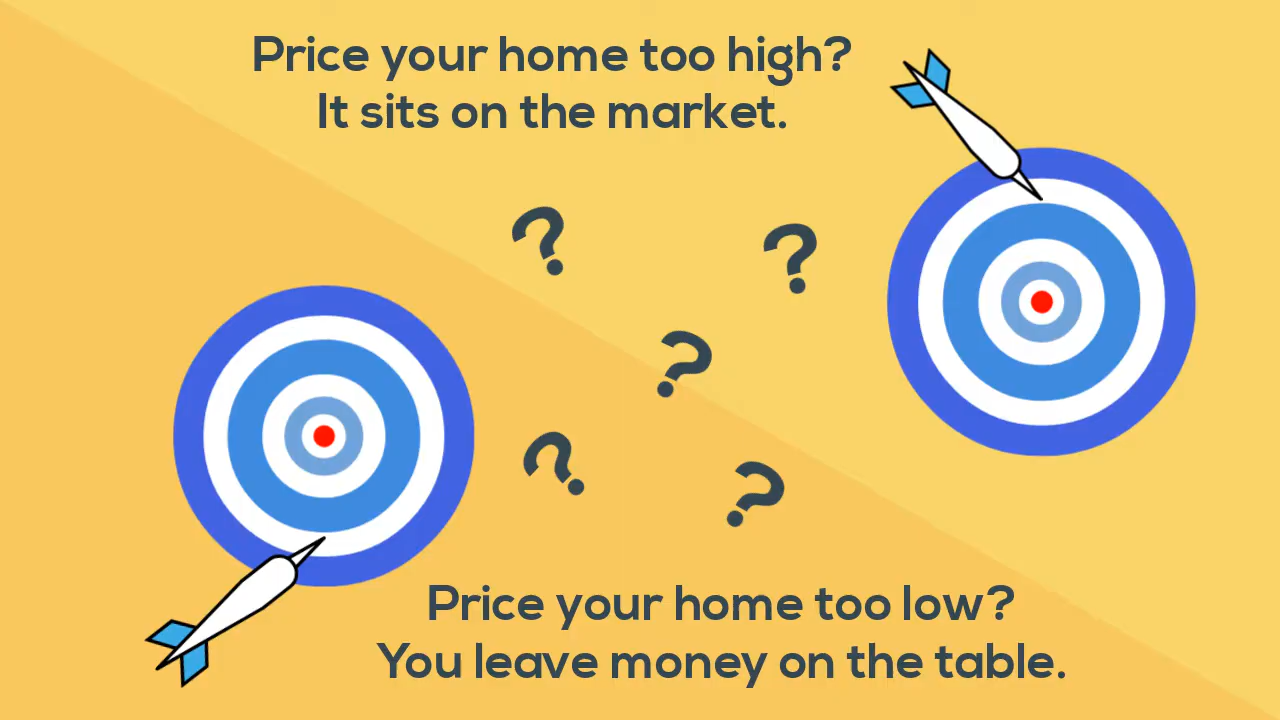 Price your home too high?
It sits on the market.
?
?
?
?
?
Price your home too low?
You leave money on the table.